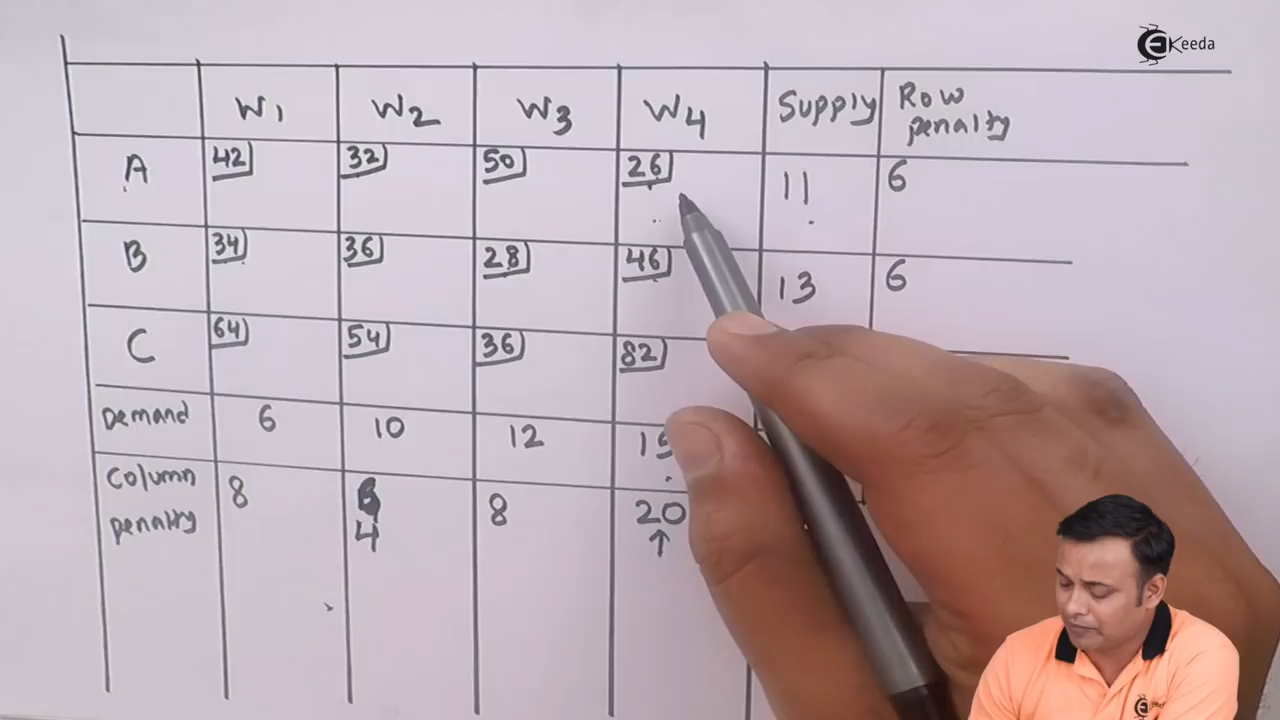 EKeeda
W1 W2 W3 W4 Supply Row penalty
A 42 32 50 26 11 6
B 34 36 28 46 13 6
C 64 54 36 82
Demand 6 10 12 15
Column penalty 8 4 8 20